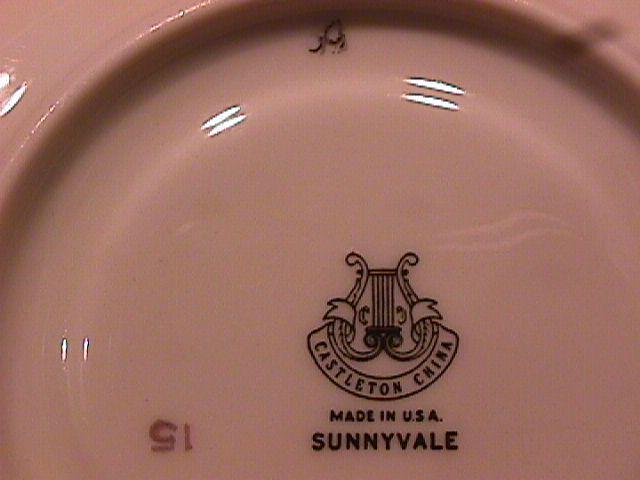 CASTLETON CHINA
MADE IN U.S.A.
SUNNYVALE
15